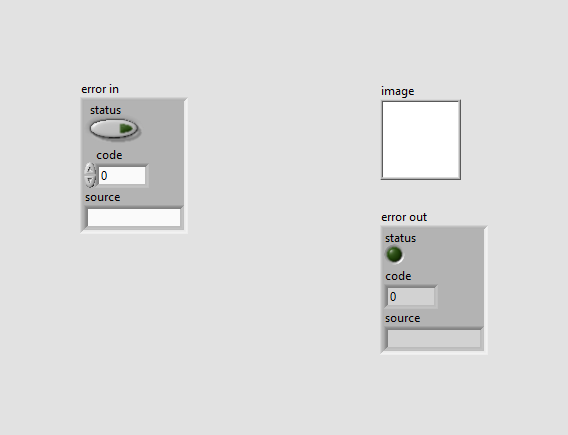 error in
status
code
0
source
image
error out
status
code
0
source